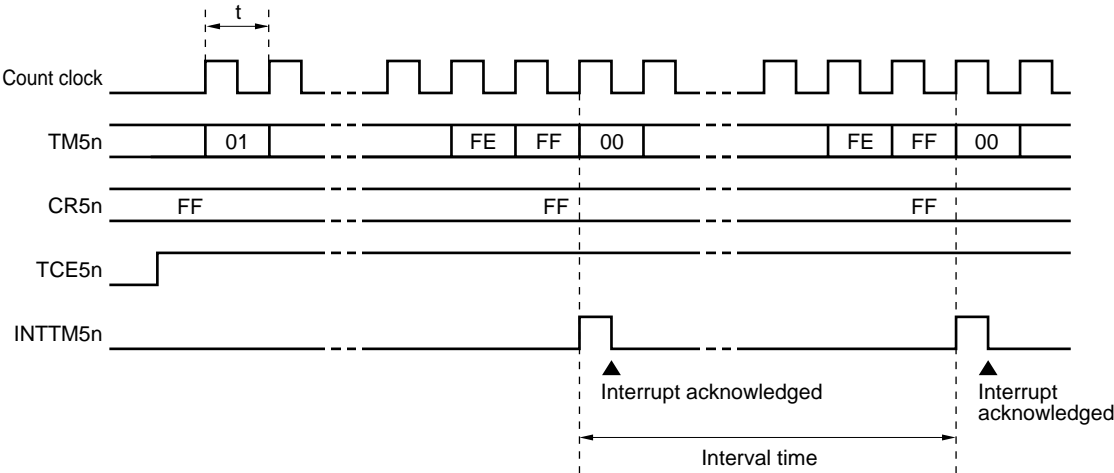 t
Count clock
TM5n 01 FE FF 00 FE FF 00
CR5n FF FF FF
TCE5n
INTTM5n
Interrupt acknowledged
Interrupt
acknowledged
Interval time